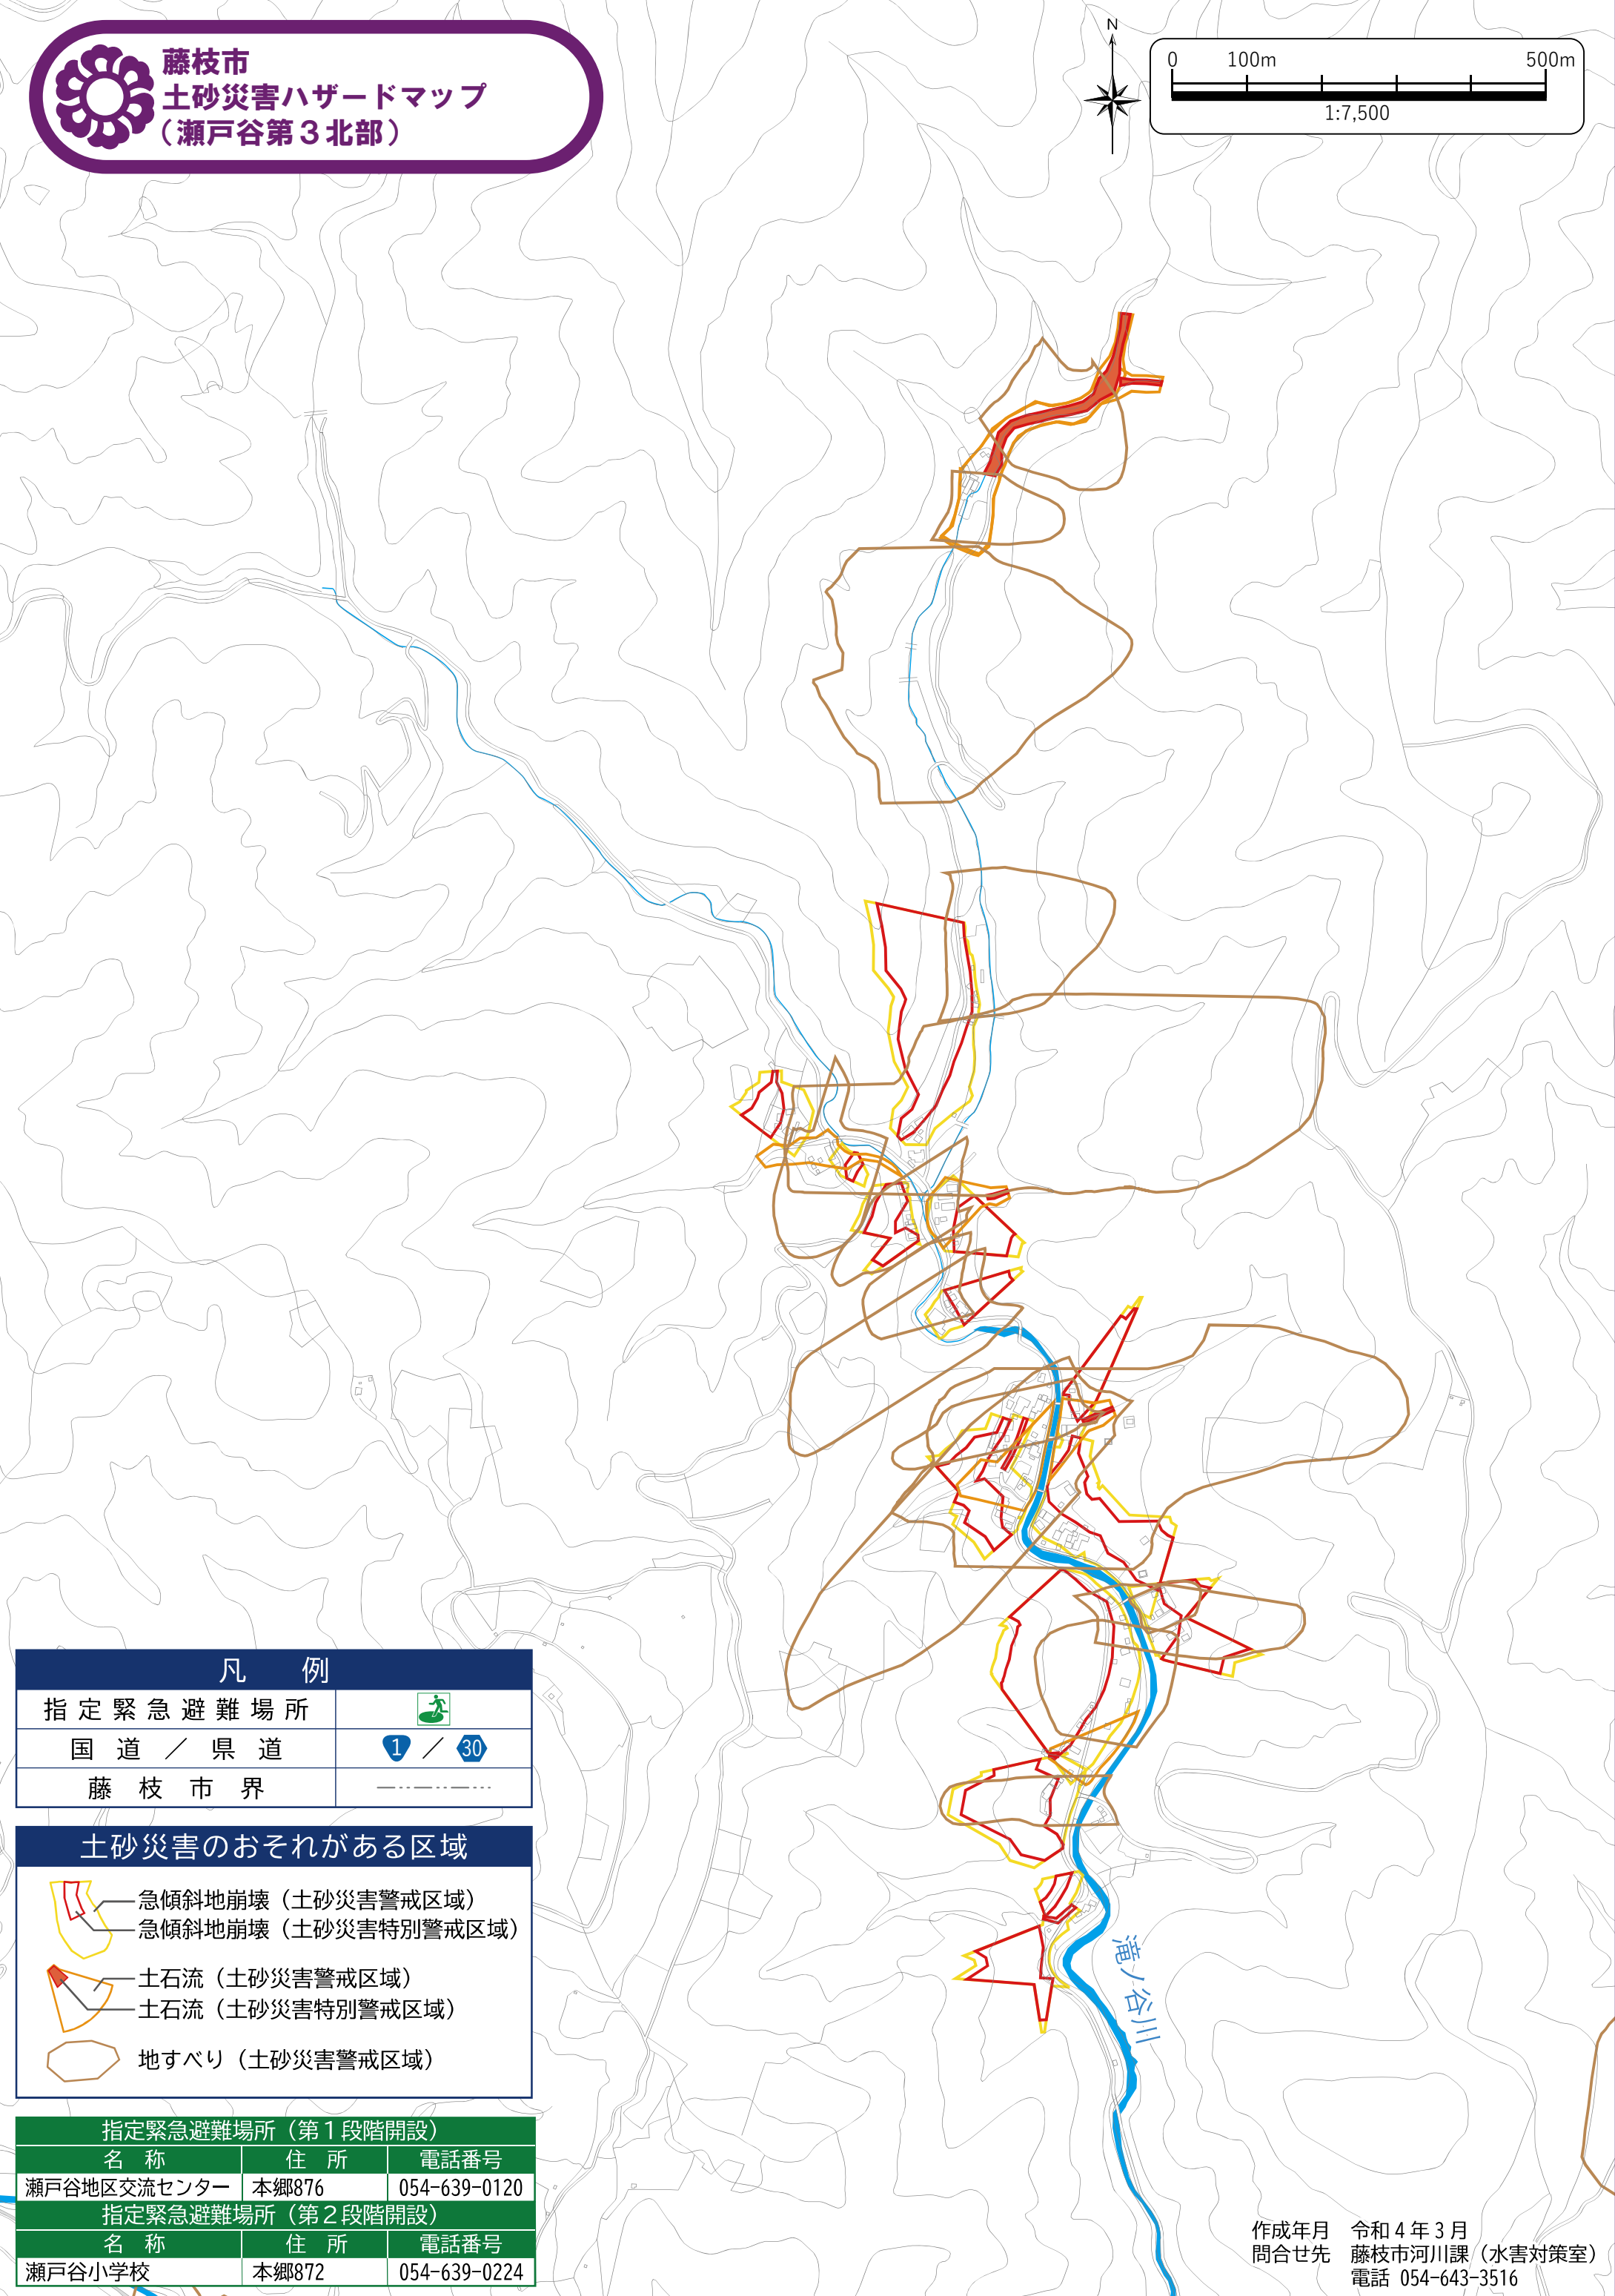 藤枝市
土砂災害ハザードマップ
（瀬戸谷第３北部）
N
0 100m 500m
1:7,500
滝ノ谷川
凡 例
指定緊急避難場所
国道／県道 1／30
藤枝市界
土砂災害のおそれがある区域
急傾斜地崩壊（土砂災害警戒区域）
急傾斜地崩壊（土砂災害特別警戒区域）
土石流（土砂災害警戒区域）
土石流（土砂災害特別警戒区域）
地すべり（土砂災害警戒区域）
指定緊急避難場所（第１段階開設）
名 称 住 所 電話番号
瀬戸谷地区交流センター 本郷876 054-639-0120
指定緊急避難場所（第２段階開設）
名 称 住 所 電話番号
瀬戸谷小学校 本郷872 054-639-0224
作成年月 令和４年３月
問合せ先 藤枝市河川課（水害対策室）
電話 054-643-3516